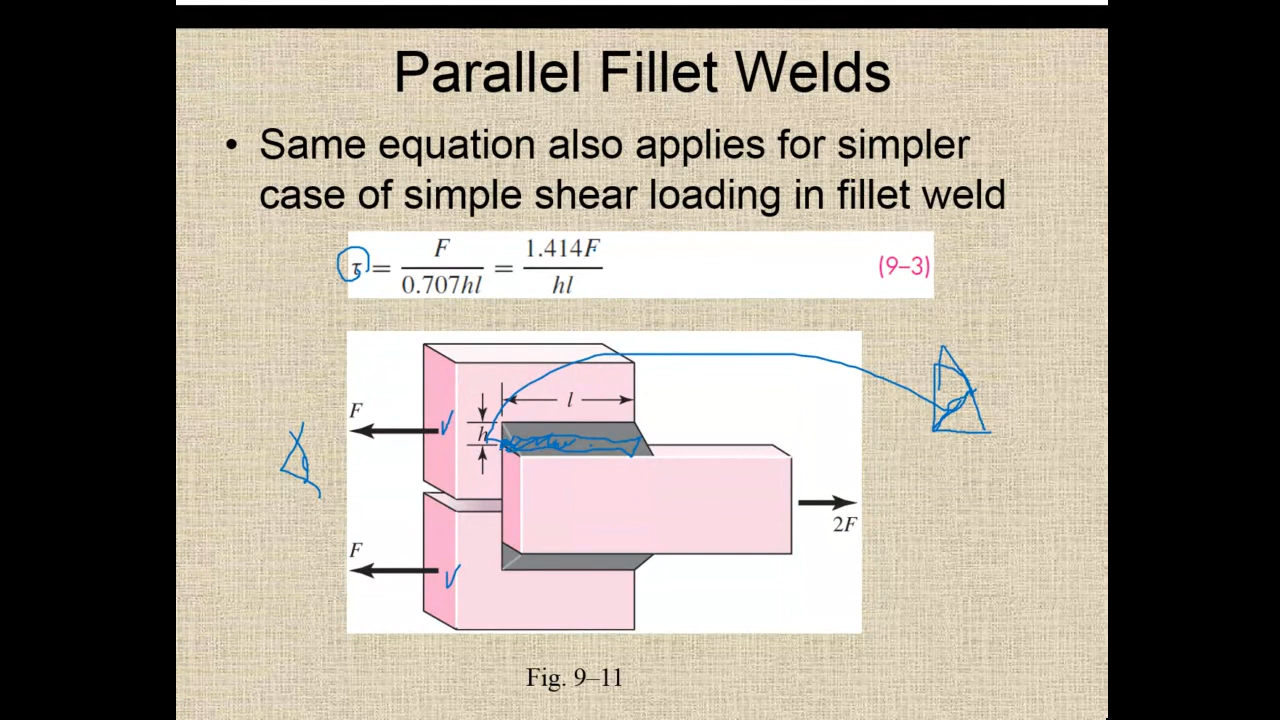 Parallel Fillet Welds
• Same equation also applies for simpler
case of simple shear loading in fillet weld
τ = F / 0.707hl = 1.414F / hl (9–3)
l
F
h
2F
F
Fig. 9–11